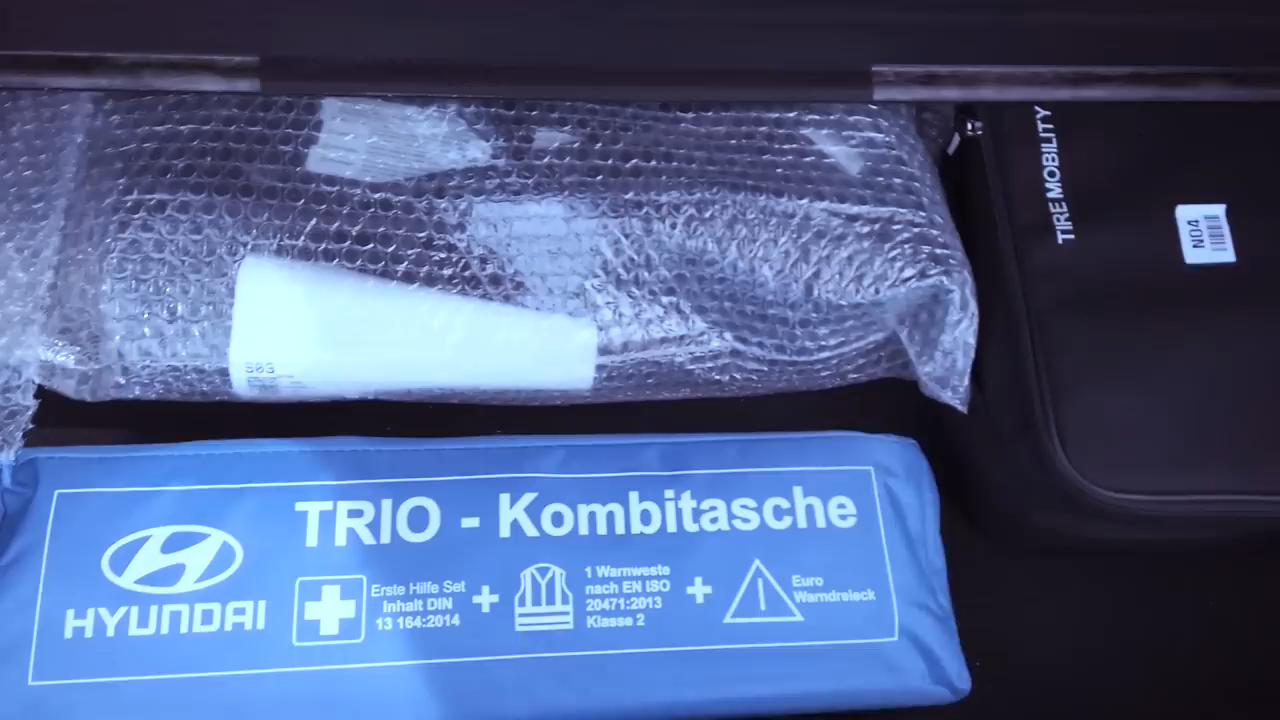 TIRE MOBILITY
N04
S03
TRIO - Kombitasche
HYUNDAI
Erste Hilfe Set
Inhalt DIN
13 164:2014
+
1 Warnweste
nach EN ISO
20471:2013
Klasse 2
+
Euro
Warndreieck